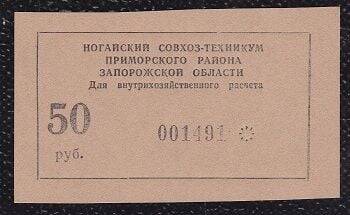 НОГАЙСКИЙ СОВХОЗ-ТЕХНИКУМ
ПРИМОРСКОГО РАЙОНА
ЗАПОРОЖСКОЙ ОБЛАСТИ
Для внутрихозяйственного расчета
50
001491
руб.